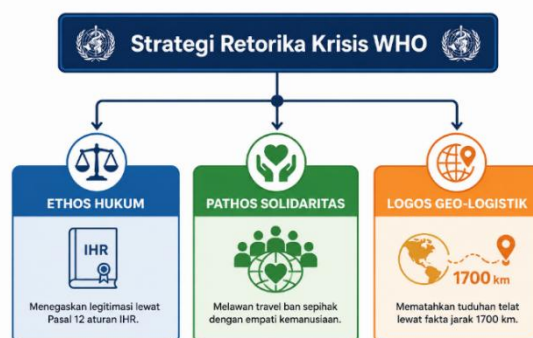 Strategi Retorika Krisis WHO
ETHOS HUKUM
IHR
Menegaskan legitimasi lewat
Pasal 12 aturan IHR.
PATHOS SOLIDARITAS
Melawan travel ban sepihak
dengan empati kemanusiaan.
LOGOS GEO-LOGISTIK
1700 km
Mematahkan tuduhan telat
lewat fakta jarak 1700 km.